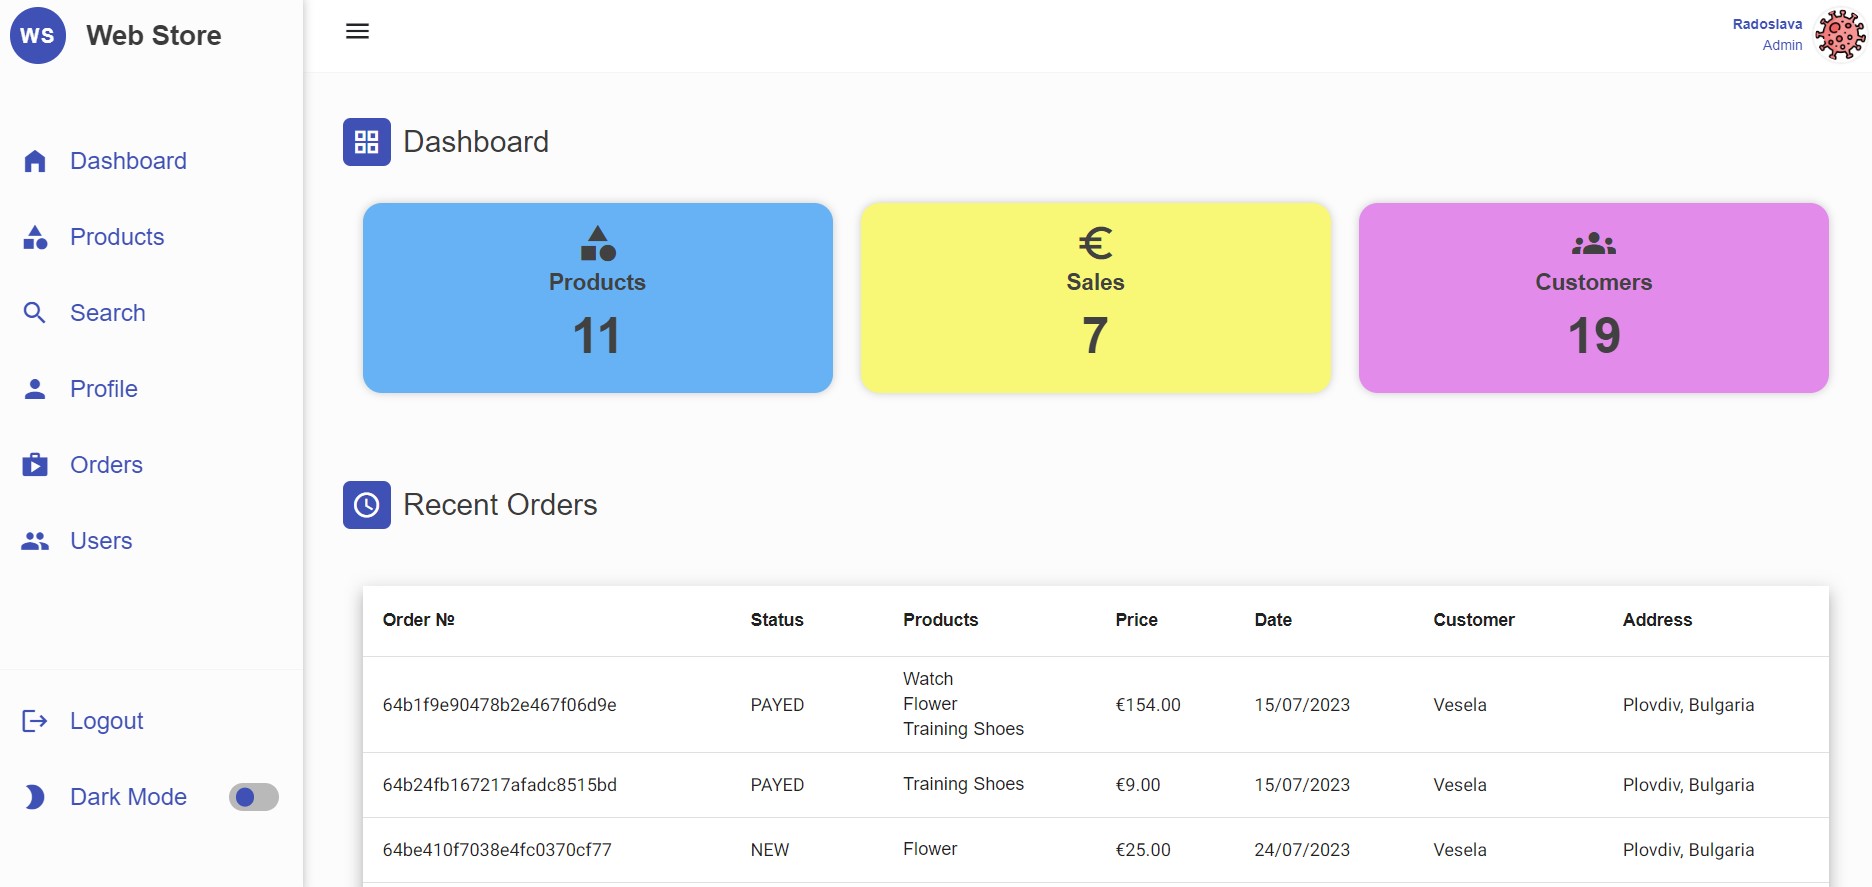 WS Web Store
Radoslava
Admin
Dashboard
Products
Search
Profile
Orders
Users
Logout
Dark Mode
Dashboard
Products
11
€
Sales
7
Customers
19
Recent Orders
Order № Status Products Price Date Customer Address
64b1f9e90478b2e467f06d9e PAYED Watch Flower Training Shoes €154.00 15/07/2023 Vesela Plovdiv, Bulgaria
64b24fb167217afadc8515bd PAYED Training Shoes €9.00 15/07/2023 Vesela Plovdiv, Bulgaria
64be410f7038e4fc0370cf77 NEW Flower €25.00 24/07/2023 Vesela Plovdiv, Bulgaria